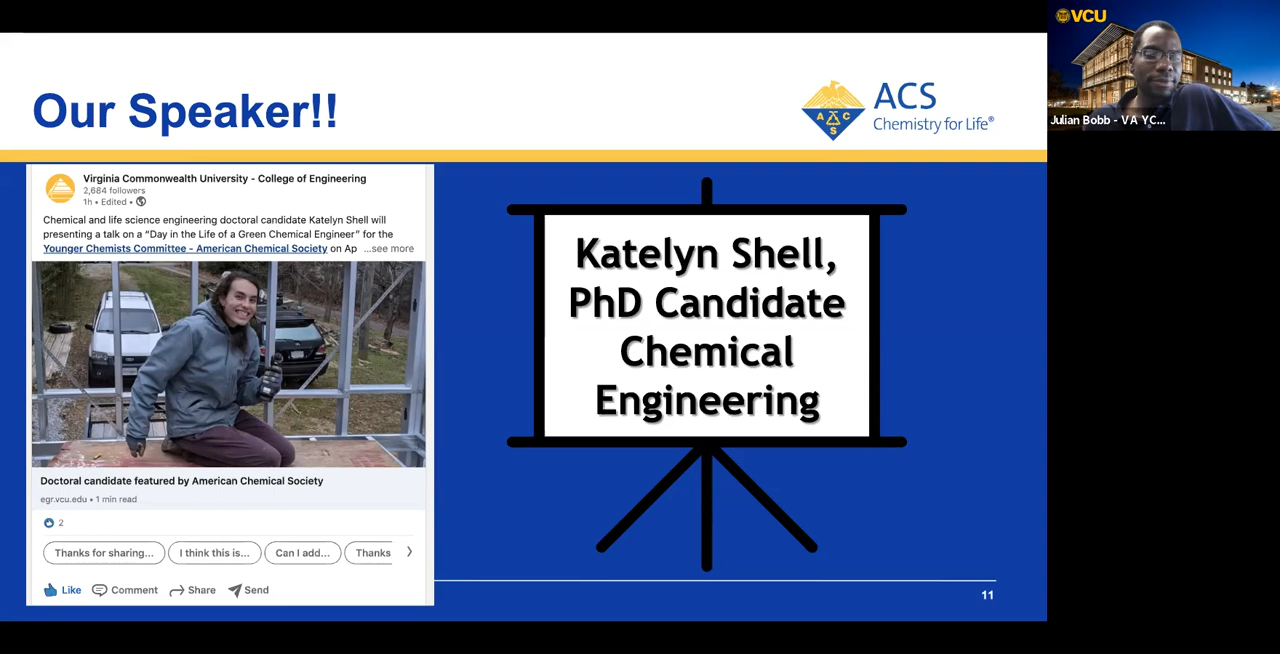 Our Speaker!!
A C S
ACS
Chemistry for Life®
VCU
Julian Bobb - VA YC...
Virginia Commonwealth University - College of Engineering
2,684 followers
1h • Edited •
Chemical and life science engineering doctoral candidate Katelyn Shell will
presenting a talk on a “Day in the Life of a Green Chemical Engineer” for the
Younger Chemists Committee - American Chemical Society on Ap ...see more
Doctoral candidate featured by American Chemical Society
egr.vcu.edu • 1 min read
2
Thanks for sharing...
I think this is...
Can I add...
Thanks
Like
Comment
Share
Send
Katelyn Shell,
PhD Candidate
Chemical
Engineering
11